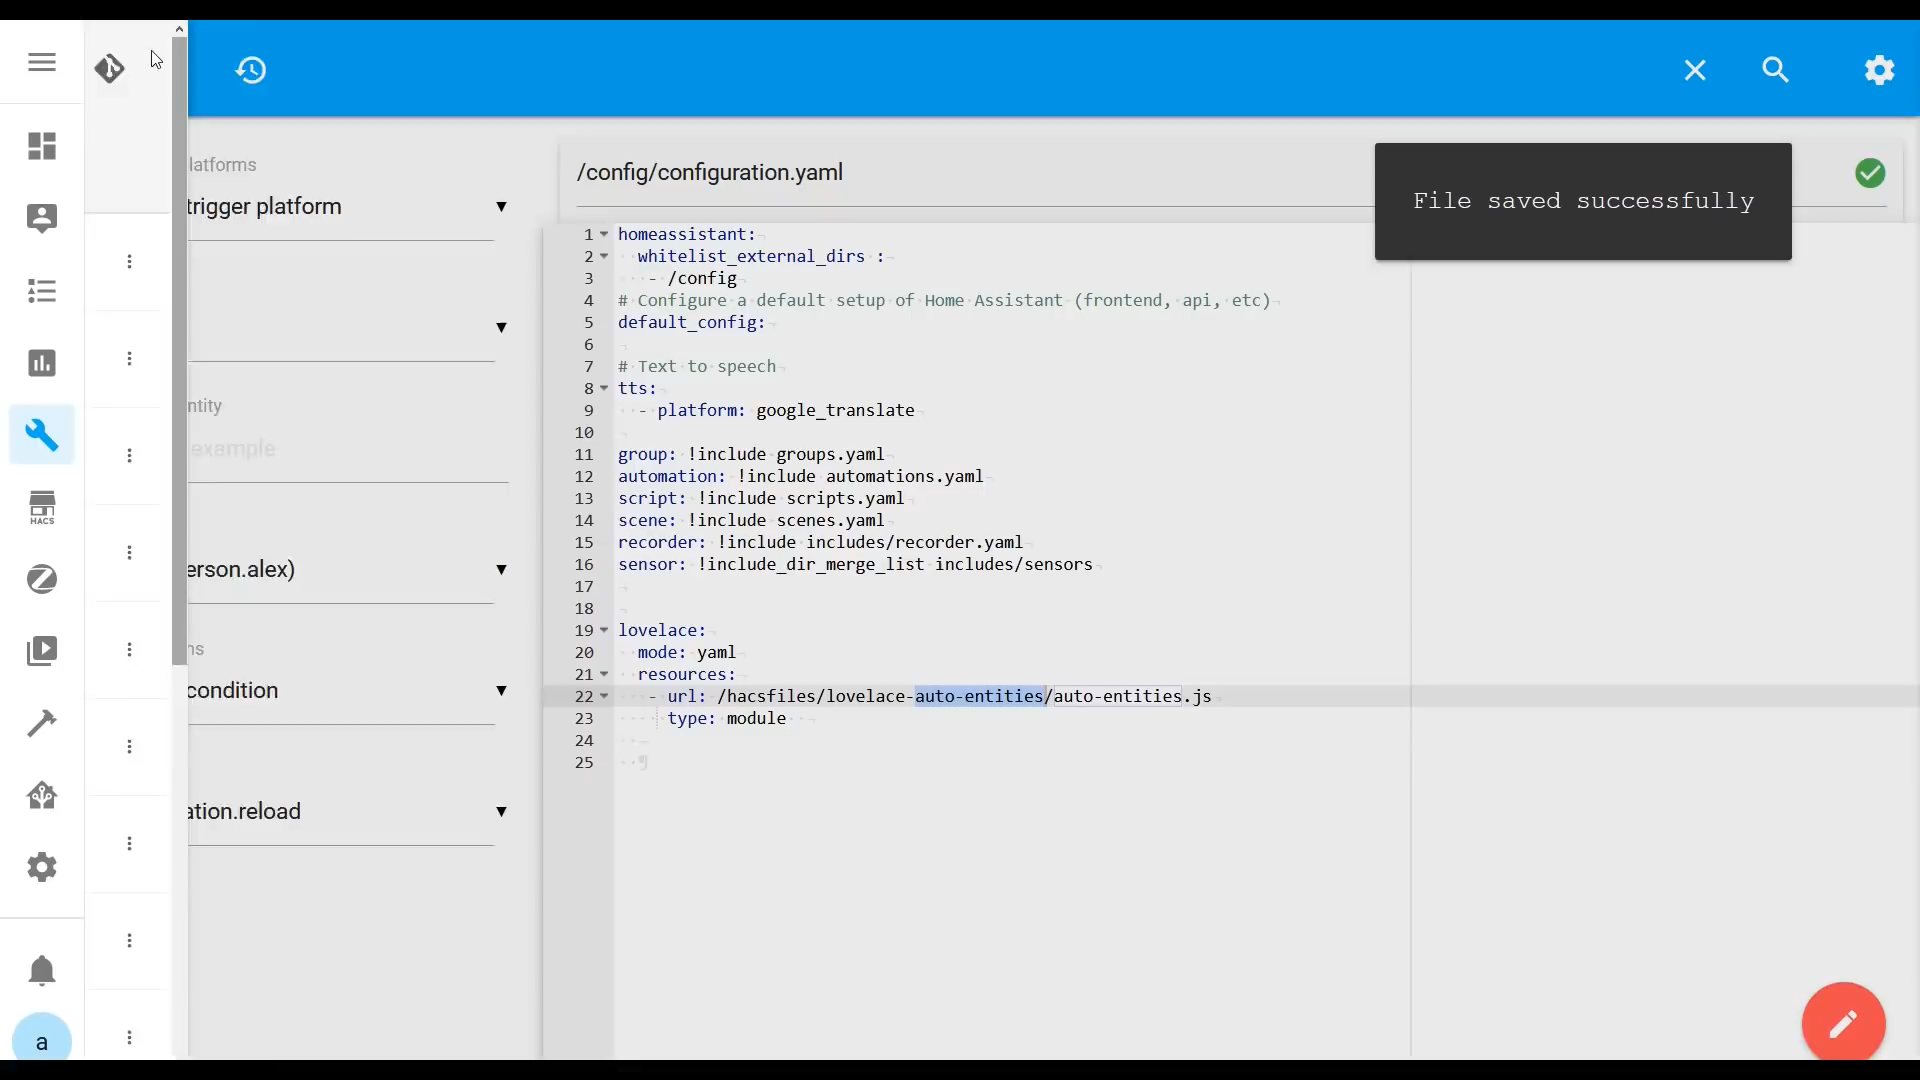 latforms
trigger platform
ntity
example
erson.alex)
ns
condition
ation.reload
HACS
a
/config/configuration.yaml
File saved successfully
1 homeassistant:
2 whitelist_external_dirs :
3 - /config
4 # Configure a default setup of Home Assistant (frontend, api, etc)
5 default_config:
6
7 # Text to speech
8 tts:
9 - platform: google_translate
10
11 group: !include groups.yaml
12 automation: !include automations.yaml
13 script: !include scripts.yaml
14 scene: !include scenes.yaml
15 recorder: !include includes/recorder.yaml
16 sensor: !include_dir_merge_list includes/sensors
17
18
19 lovelace:
20 mode: yaml
21 resources:
22 - url: /hacsfiles/lovelace-auto-entities/auto-entities.js
23 type: module
24
25